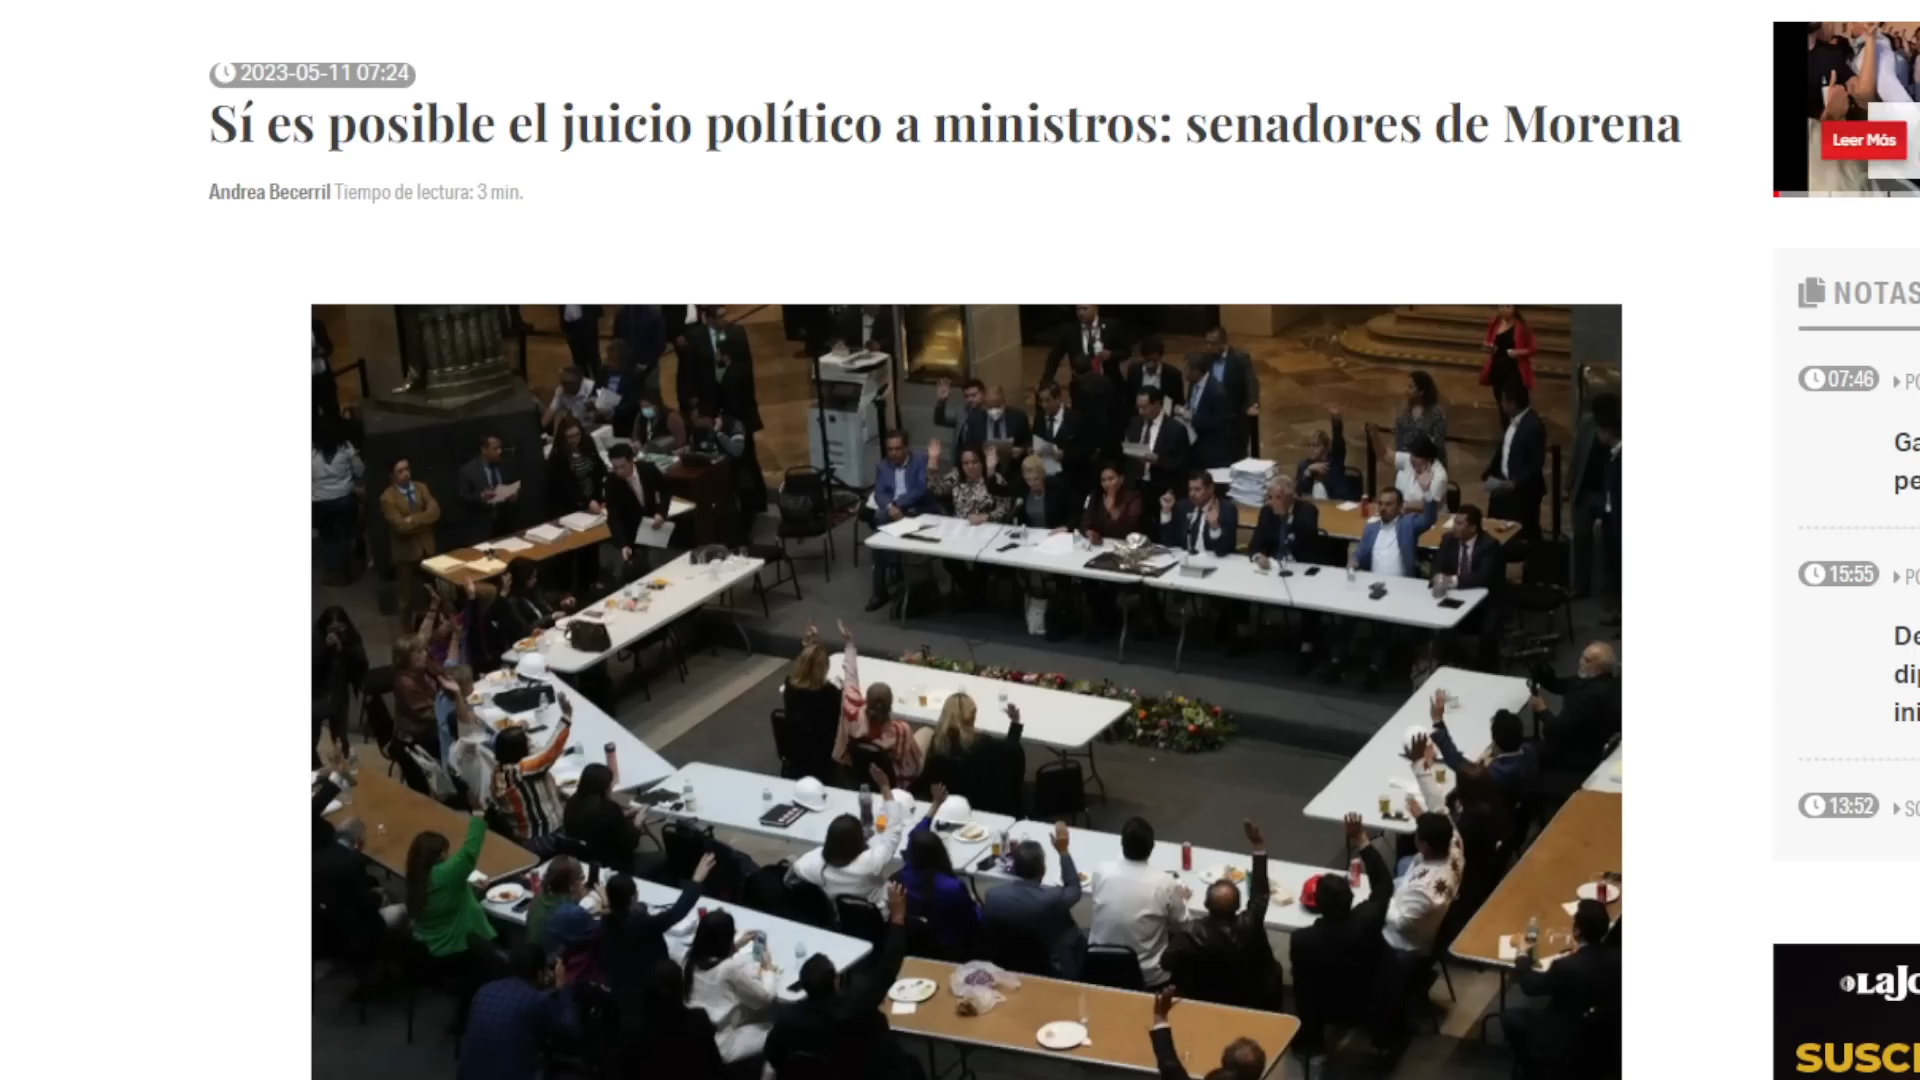 2023-05-11 07:24
Sí es posible el juicio político a ministros: senadores de Morena
Andrea Becerril Tiempo de lectura: 3 min.
Leer Más
NOTAS
07:46
15:55
13:52